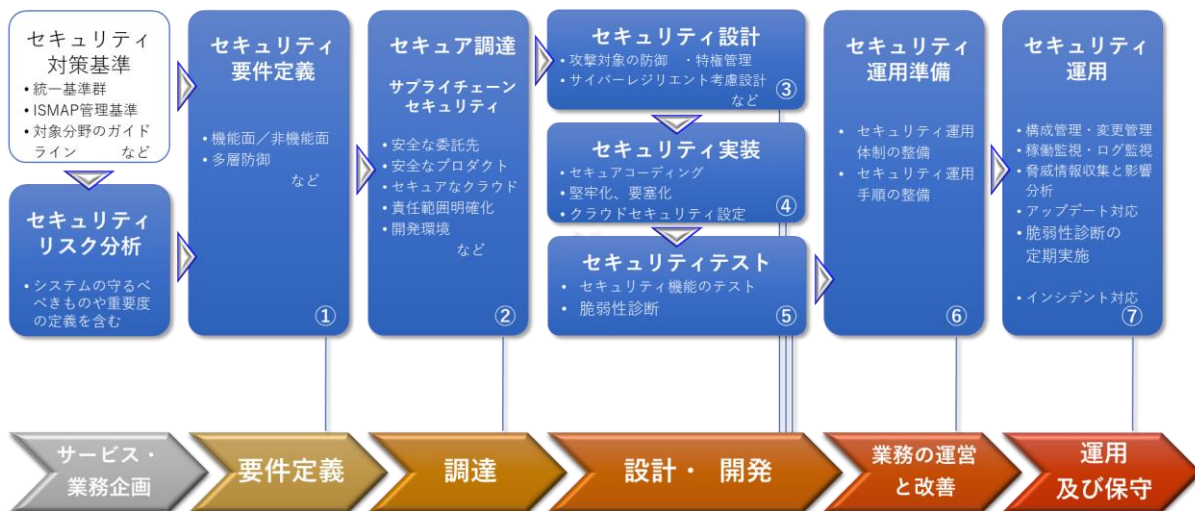 セキュリティ
対策基準
• 統一基準群
• ISMAP管理基準
• 対象分野のガイド
ライン など
セキュリティ
リスク分析
• システムの守るべ
べきものや重要度
の定義を含む
セキュリティ
要件定義
• 機能面／非機能面
• 多層防御
など
①
セキュア調達
サプライチェーン
セキュリティ
• 安全な委託先
• 安全なプロダクト
• セキュアなクラウド
• 責任範囲明確化
• 開発環境
など
②
セキュリティ設計
• 攻撃対象の防御 ・特権管理
• サイバーレジリエント考慮設計
など
③
セキュリティ実装
• セキュアコーディング
• 堅牢化、要塞化
• クラウドセキュリティ設定
④
セキュリティテスト
• セキュリティ機能のテスト
• 脆弱性診断
⑤
セキュリティ
運用準備
• セキュリティ運用
体制の整備
• セキュリティ運用
手順の整備
⑥
セキュリティ
運用
• 構成管理・変更管理
• 稼働監視・ログ監視
• 脅威情報収集と影響
分析
• アップデート対応
• 脆弱性診断の
定期実施
• インシデント対応
⑦
サービス・
業務企画
要件定義
調達
設計・ 開発
業務の運営
と改善
運用
及び保守